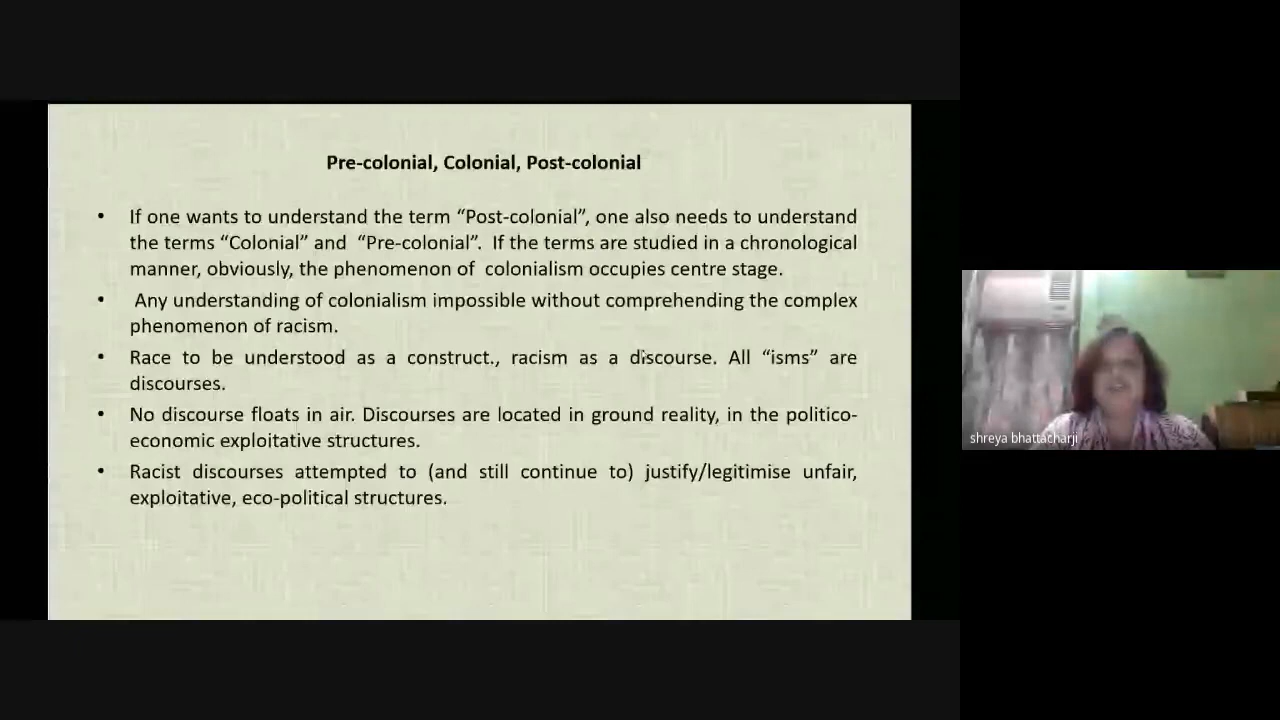 Pre-colonial, Colonial, Post-colonial
• If one wants to understand the term “Post-colonial”, one also needs to understand
the terms “Colonial” and “Pre-colonial”. If the terms are studied in a chronological
manner, obviously, the phenomenon of colonialism occupies centre stage.
• Any understanding of colonialism impossible without comprehending the complex
phenomenon of racism.
• Race to be understood as a construct., racism as a discourse. All “isms” are
discourses.
• No discourse floats in air. Discourses are located in ground reality, in the politico-
economic exploitative structures.
• Racist discourses attempted to (and still continue to) justify/legitimise unfair,
exploitative, eco-political structures.
shreya bhattacharji